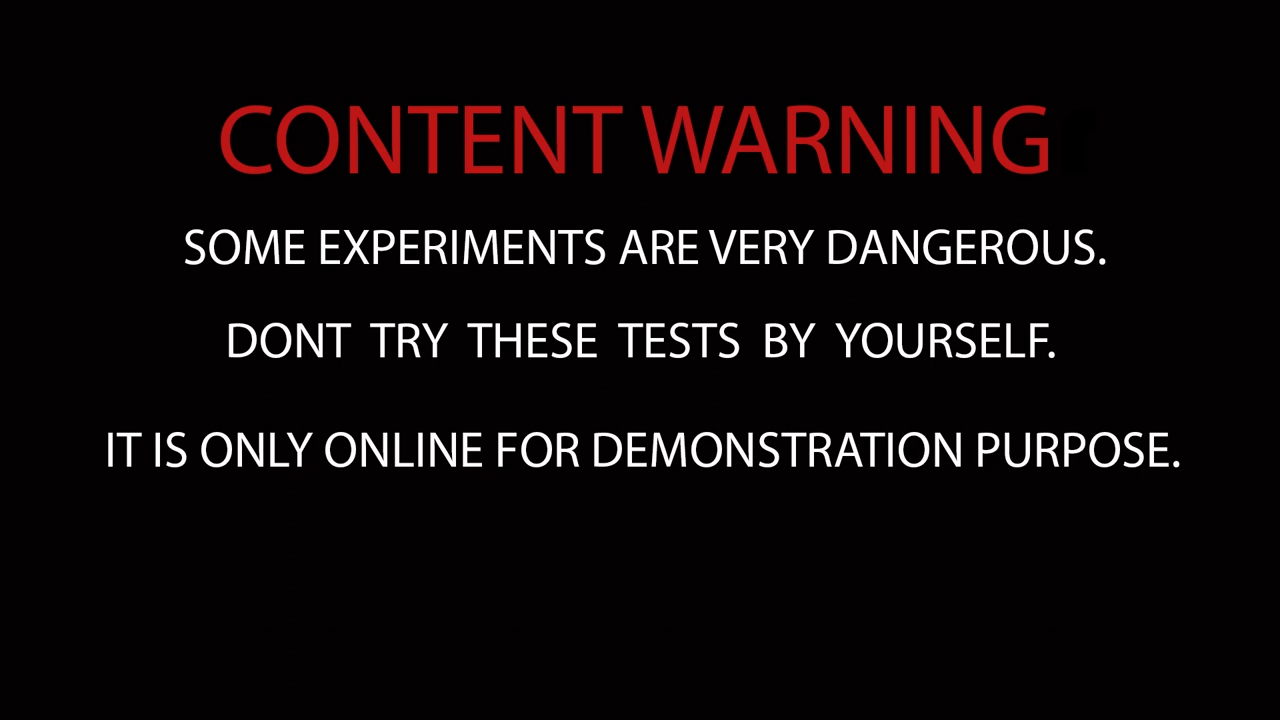 CONTENT WARNING
SOME EXPERIMENTS ARE VERY DANGEROUS.
DONT TRY THESE TESTS BY YOURSELF.
IT IS ONLY ONLINE FOR DEMONSTRATION PURPOSE.